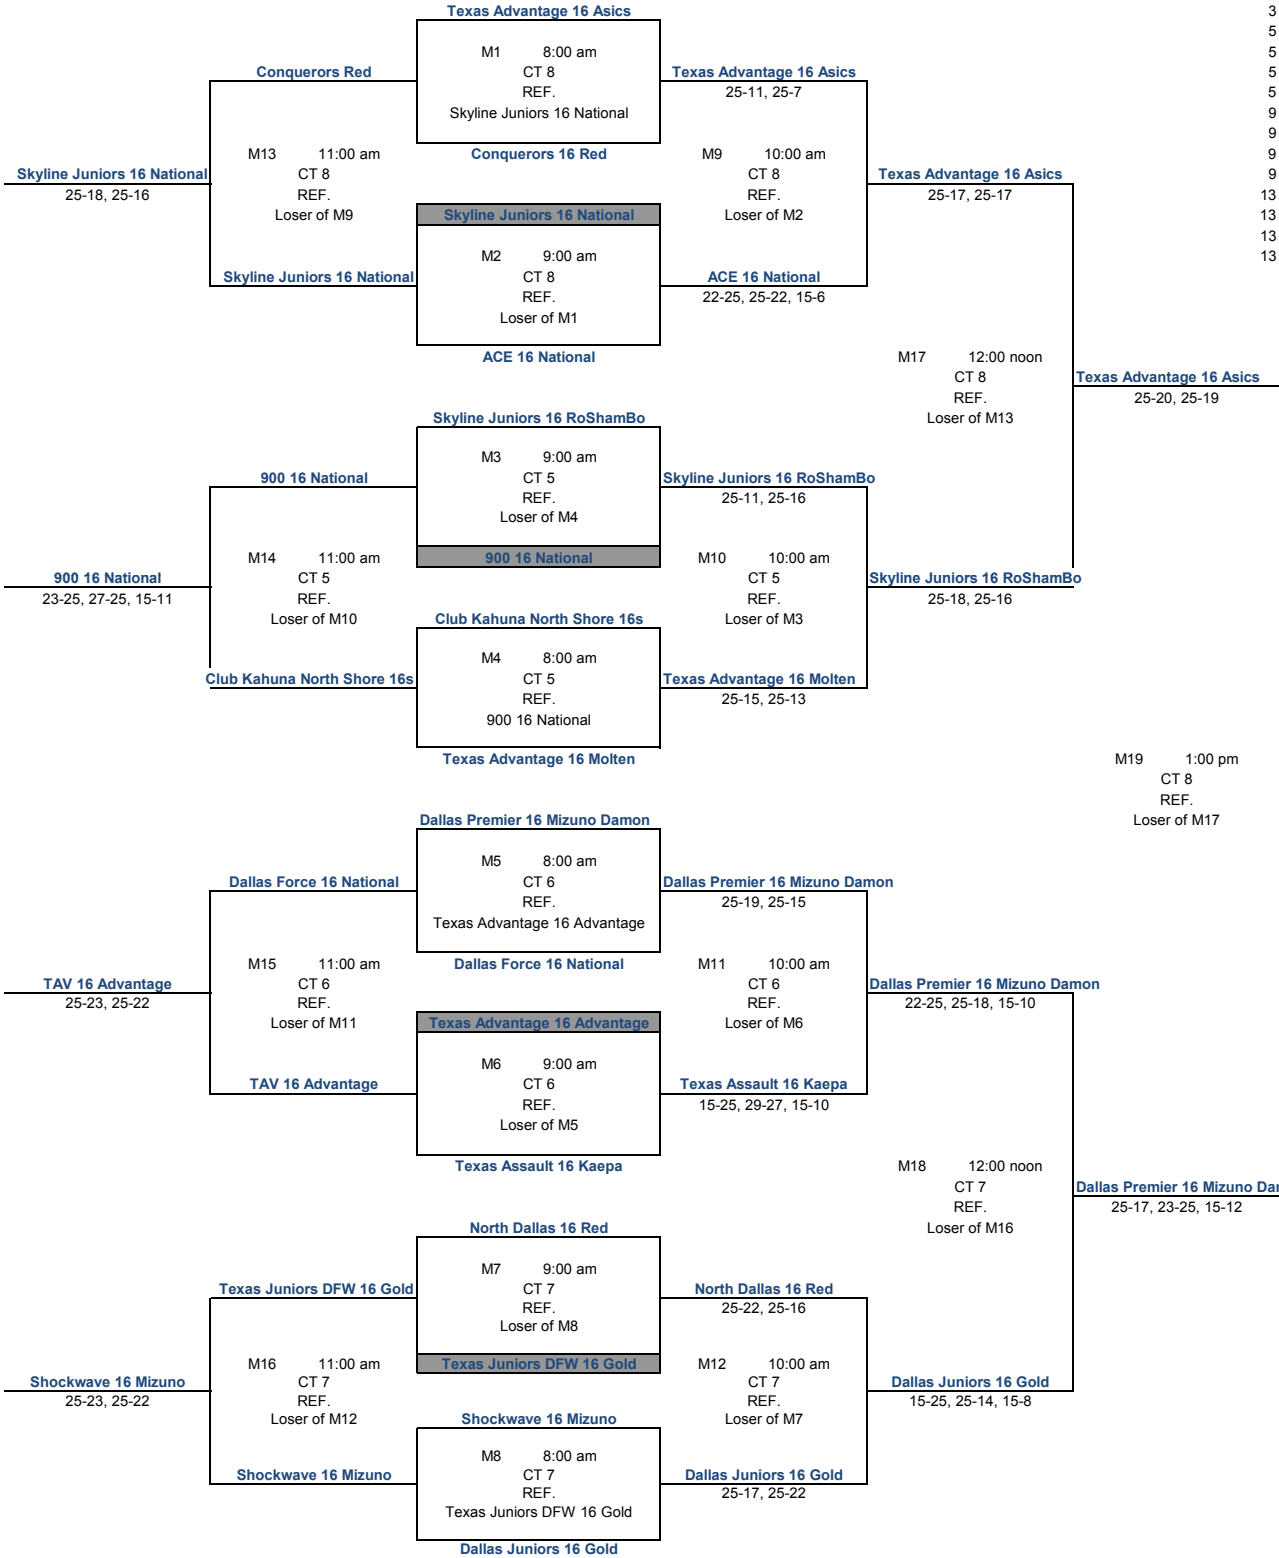 Texas Advantage 16 Asics
3
5
M1 8:00 am
5
Conquerors Red
CT 8
Texas Advantage 16 Asics
5
REF.
25-11, 25-7
5
Skyline Juniors 16 National
9
9
M13 11:00 am
Conquerors 16 Red
M9 10:00 am
9
Skyline Juniors 16 National
CT 8
CT 8
Texas Advantage 16 Asics
9
25-18, 25-16
REF.
REF.
25-17, 25-17
13
Loser of M9
Skyline Juniors 16 National
Loser of M2
13
13
M2 9:00 am
13
Skyline Juniors 16 National
CT 8
ACE 16 National
REF.
22-25, 25-22, 15-6
Loser of M1
ACE 16 National
M17 12:00 noon
CT 8
Texas Advantage 16 Asics
REF.
25-20, 25-19
Skyline Juniors 16 RoShamBo
Loser of M13
M3 9:00 am
900 16 National
CT 5
Skyline Juniors 16 RoShamBo
REF.
25-11, 25-16
Loser of M4
M14 11:00 am
900 16 National
M10 10:00 am
900 16 National
CT 5
CT 5
Skyline Juniors 16 RoShamBo
23-25, 27-25, 15-11
REF.
REF.
25-18, 25-16
Loser of M10
Club Kahuna North Shore 16s
Loser of M3
M4 8:00 am
Club Kahuna North Shore 16s
CT 5
Texas Advantage 16 Molten
REF.
25-15, 25-13
900 16 National
Texas Advantage 16 Molten
M19 1:00 pm
CT 8
REF.
Dallas Premier 16 Mizuno Damon
Loser of M17
M5 8:00 am
Dallas Force 16 National
CT 6
Dallas Premier 16 Mizuno Damon
REF.
25-19, 25-15
Texas Advantage 16 Advantage
M15 11:00 am
Dallas Force 16 National
M11 10:00 am
TAV 16 Advantage
CT 6
CT 6
Dallas Premier 16 Mizuno Damon
25-23, 25-22
REF.
REF.
22-25, 25-18, 15-10
Loser of M11
Texas Advantage 16 Advantage
Loser of M6
M6 9:00 am
TAV 16 Advantage
CT 6
Texas Assault 16 Kaepa
REF.
15-25, 29-27, 15-10
Loser of M5
Texas Assault 16 Kaepa
M18 12:00 noon
CT 7
Dallas Premier 16 Mizuno Da
REF.
25-17, 23-25, 15-12
North Dallas 16 Red
Loser of M16
M7 9:00 am
Texas Juniors DFW 16 Gold
CT 7
North Dallas 16 Red
REF.
25-22, 25-16
Loser of M8
M16 11:00 am
Texas Juniors DFW 16 Gold
M12 10:00 am
Shockwave 16 Mizuno
CT 7
CT 7
Dallas Juniors 16 Gold
25-23, 25-22
REF.
REF.
15-25, 25-14, 15-8
Loser of M12
Shockwave 16 Mizuno
Loser of M7
M8 8:00 am
Shockwave 16 Mizuno
CT 7
Dallas Juniors 16 Gold
REF.
25-17, 25-22
Texas Juniors DFW 16 Gold
Dallas Juniors 16 Gold